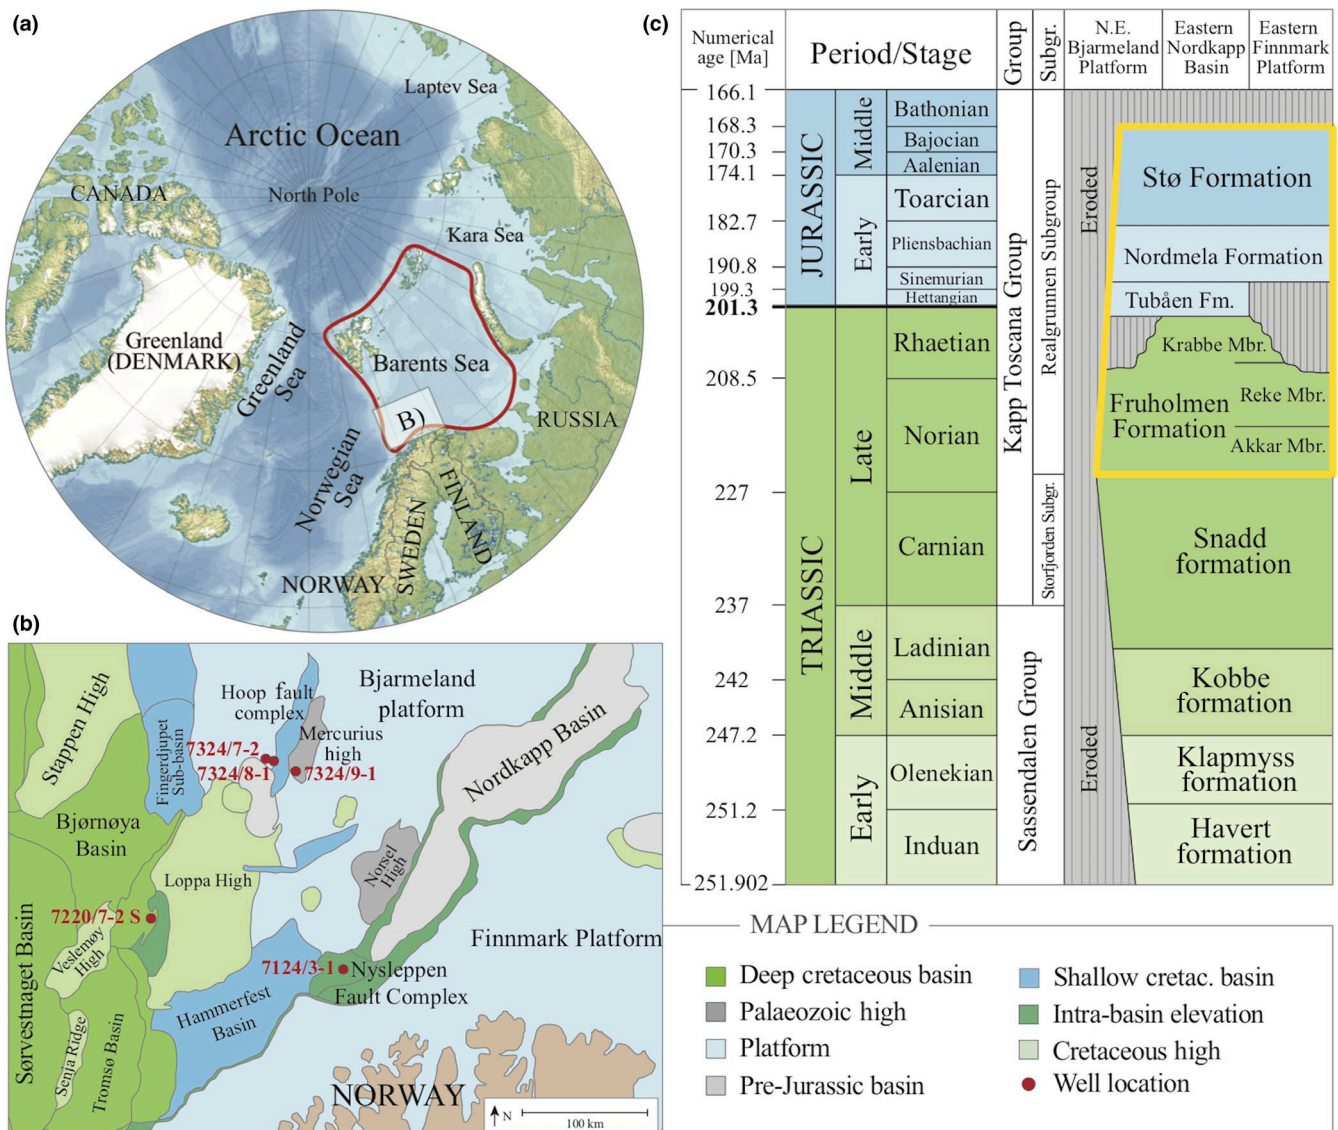 (a)
Laptev Sea
Arctic Ocean
CANADA
North Pole
Kara Sea
Greenland
(DENMARK)
Greenland
Sea
Barents Sea
B)
RUSSIA
Norwegian
Sea
NORWAY
SWEDEN
FINLAND
(b)
Stappen High
Fingerdjupet
Sub-basin
Hoop fault
complex
Bjarmeland
platform
Mercurius
high
7324/7-2
7324/8-1
7324/9-1
Nordkapp Basin
Bjørnøya
Basin
Loppa High
Norsel
High
7220/7-2 S
Veslemøy
High
Sørvestnaget Basin
Finnmark Platform
7124/3-1
Nysleppen
Fault Complex
Hammerfest
Basin
Senja Ridge
Tromsø Basin
NORWAY
N
100 km
(c)
Numerical
age [Ma]
Period/Stage
Group
Subgr.
N.E.
Bjarmeland
Platform
Eastern
Nordkapp
Basin
Eastern
Finnmark
Platform
166.1
168.3
170.3
174.1
182.7
190.8
199.3
201.3
208.5
227
237
242
247.2
251.2
251.902
JURASSIC
TRIASSIC
Middle
Early
Late
Middle
Early
Bathonian
Bajocian
Aalenian
Toarcian
Pliensbachian
Sinemurian
Hettangian
Rhaetian
Norian
Carnian
Ladinian
Anisian
Olenekian
Induan
Kapp Toscana Group
Sassendalen Group
Realgrunnen Subgroup
Storfjorden Subgr.
Eroded
Eroded
Stø Formation
Nordmela Formation
Tubåen Fm.
Krabbe Mbr.
Fruholmen
Formation
Reke Mbr.
Akkar Mbr.
Snadd
formation
Kobbe
formation
Klapmyss
formation
Havert
formation
MAP LEGEND
Deep cretaceous basin
Palaeozoic high
Platform
Pre-Jurassic basin
Shallow cretac. basin
Intra-basin elevation
Cretaceous high
Well location